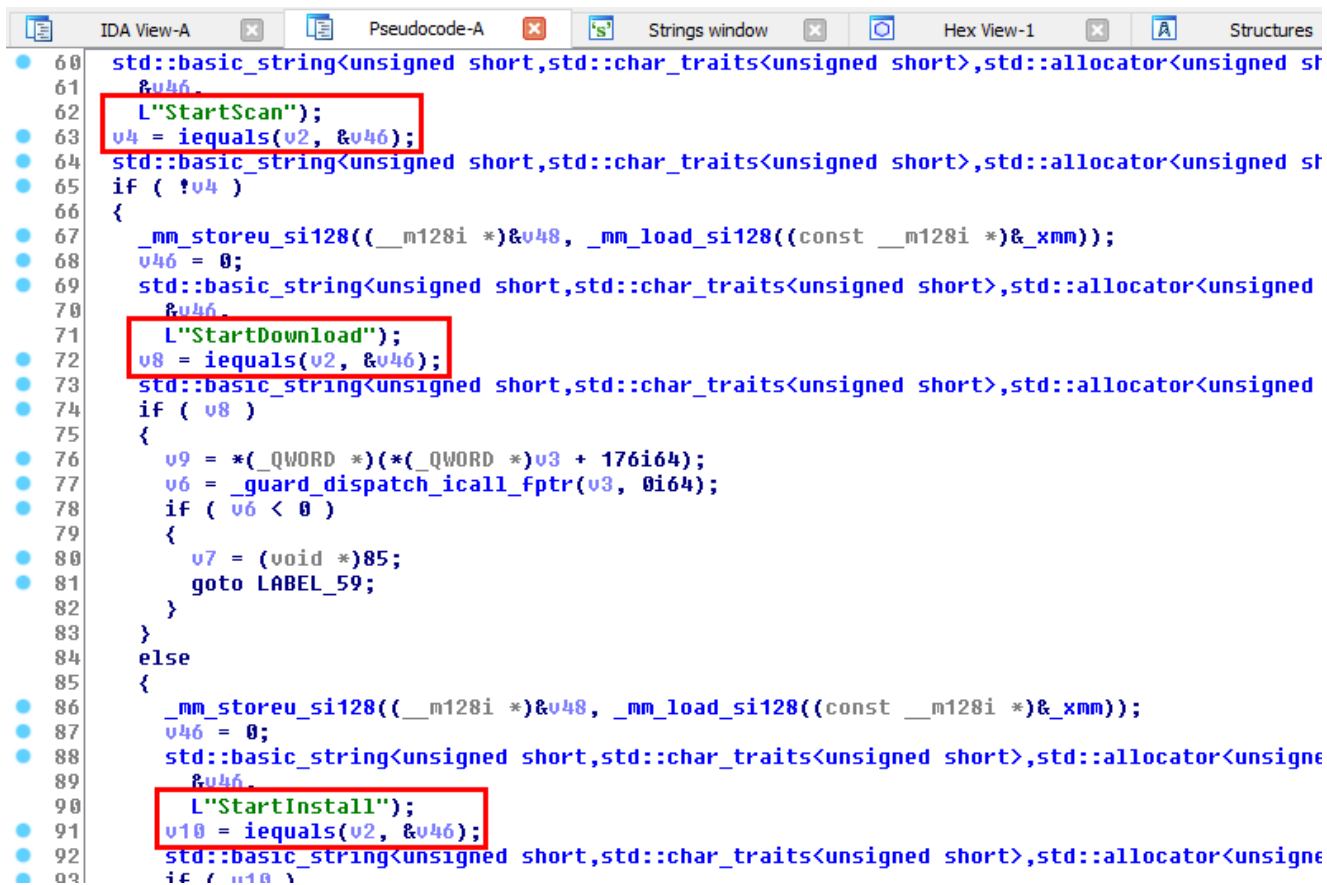 IDA View-A Pseudocode-A 's' Strings window Hex View-1 A Structures
60 std::basic_string<unsigned short,std::char_traits<unsigned short>,std::allocator<unsigned sh
61 &v46,
62 L"StartScan");
63 v4 = iequals(v2, &v46);
64 std::basic_string<unsigned short,std::char_traits<unsigned short>,std::allocator<unsigned sh
65 if ( !v4 )
66 {
67 _mm_storeu_si128((__m128i *)&v48, _mm_load_si128((const __m128i *)&_xmm));
68 v46 = 0;
69 std::basic_string<unsigned short,std::char_traits<unsigned short>,std::allocator<unsigned
70 &v46,
71 L"StartDownload");
72 v8 = iequals(v2, &v46);
73 std::basic_string<unsigned short,std::char_traits<unsigned short>,std::allocator<unsigned
74 if ( v8 )
75 {
76 v9 = *(_QWORD *)(*(_QWORD *)v3 + 176i64);
77 v6 = _guard_dispatch_icall_fptr(v3, 0i64);
78 if ( v6 < 0 )
79 {
80 v7 = (void *)85;
81 goto LABEL_59;
82 }
83 }
84 else
85 {
86 _mm_storeu_si128((__m128i *)&v48, _mm_load_si128((const __m128i *)&_xmm));
87 v46 = 0;
88 std::basic_string<unsigned short,std::char_traits<unsigned short>,std::allocator<unsigne
89 &v46,
90 L"StartInstall");
91 v10 = iequals(v2, &v46);
92 std::basic_string<unsigned short,std::char_traits<unsigned short>,std::allocator<unsigne
93 if ( v10 )